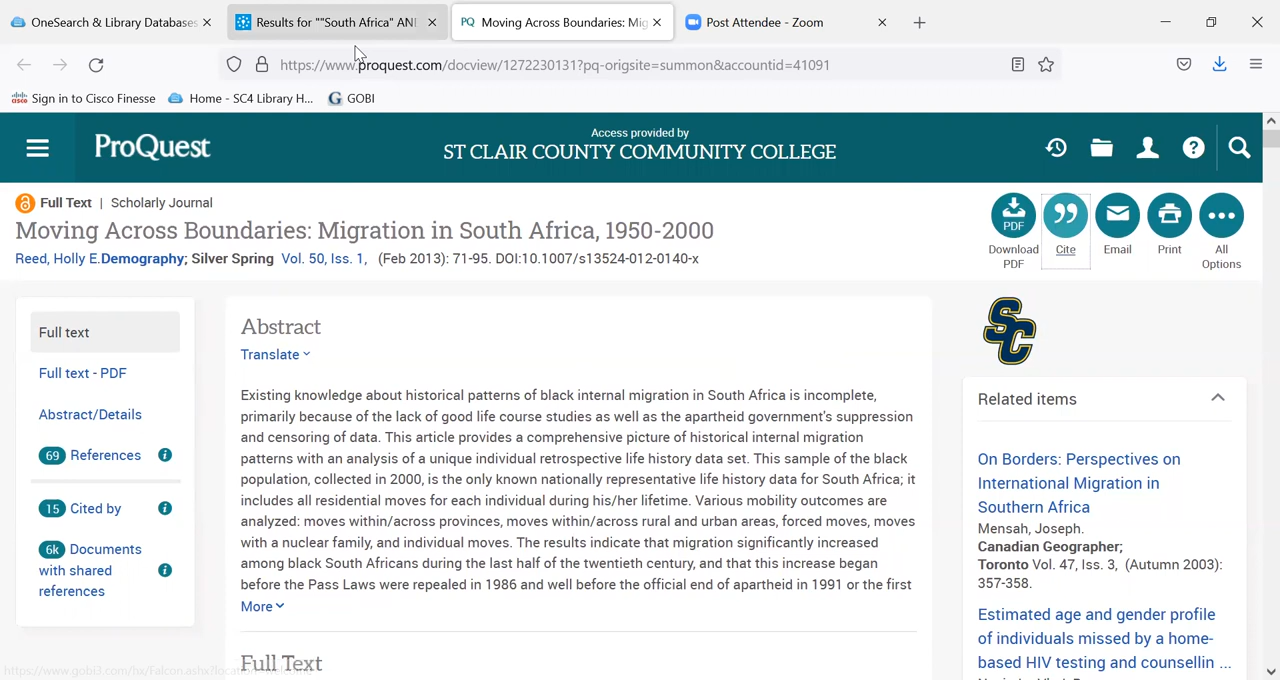 OneSearch & Library Databases
Results for ""South Africa" ANI
PQ Moving Across Boundaries: Mig
Post Attendee - Zoom
https://www.proquest.com/docview/1272230131?pq-origsite=summon&accountid=41091
Sign in to Cisco Finesse
Home - SC4 Library H...
G GOBI
ProQuest
Access provided by
ST CLAIR COUNTY COMMUNITY COLLEGE
Full Text | Scholarly Journal
Moving Across Boundaries: Migration in South Africa, 1950-2000
Reed, Holly E.Demography; Silver Spring Vol. 50, Iss. 1, (Feb 2013): 71-95. DOI:10.1007/s13524-012-0140-x
PDF
Download PDF
Cite
Email
Print
All Options
Full text
Full text - PDF
Abstract/Details
69 References
15 Cited by
6k Documents
with shared
references
Abstract
Translate
Existing knowledge about historical patterns of black internal migration in South Africa is incomplete,
primarily because of the lack of good life course studies as well as the apartheid government's suppression
and censoring of data. This article provides a comprehensive picture of historical internal migration
patterns with an analysis of a unique individual retrospective life history data set. This sample of the black
population, collected in 2000, is the only known nationally representative life history data for South Africa; it
includes all residential moves for each individual during his/her lifetime. Various mobility outcomes are
analyzed: moves within/across provinces, moves within/across rural and urban areas, forced moves, moves
with a nuclear family, and individual moves. The results indicate that migration significantly increased
among black South Africans during the last half of the twentieth century, and that this increase began
before the Pass Laws were repealed in 1986 and well before the official end of apartheid in 1991 or the first
More
Full Text
SC
Related items
On Borders: Perspectives on
International Migration in
Southern Africa
Mensah, Joseph.
Canadian Geographer;
Toronto Vol. 47, Iss. 3, (Autumn 2003):
357-358.
Estimated age and gender profile
of individuals missed by a home-
based HIV testing and counsellin ...